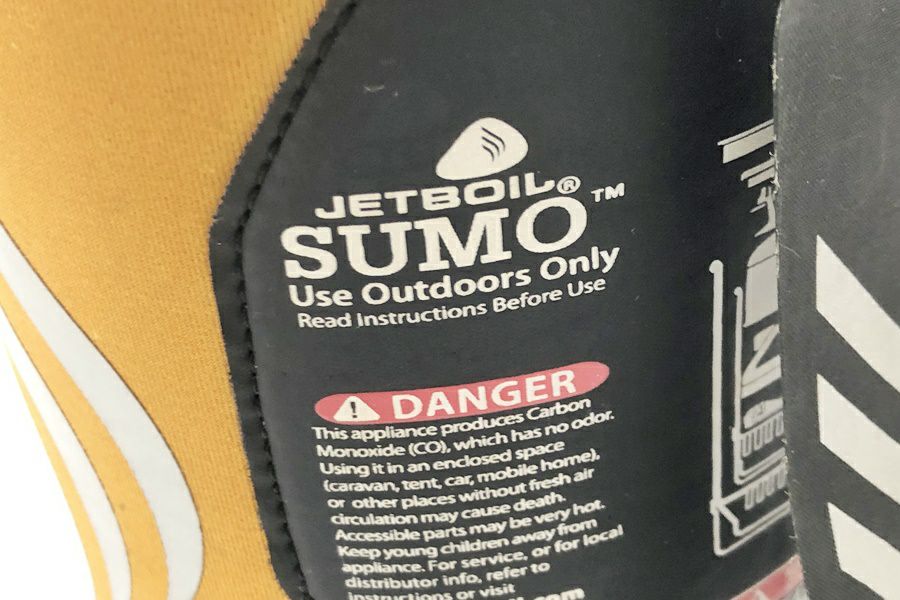 JETBOIL®
SUMO™
Use Outdoors Only
Read Instructions Before Use
DANGER
This appliance produces Carbon
Monoxide (CO), which has no odor.
Using it in an enclosed space
(caravan, tent, car, mobile home),
or other places without fresh air
circulation may cause death.
Accessible parts may be very hot.
Keep young children away from
appliance. For service, or for local
distributor info, refer to
instructions or visit